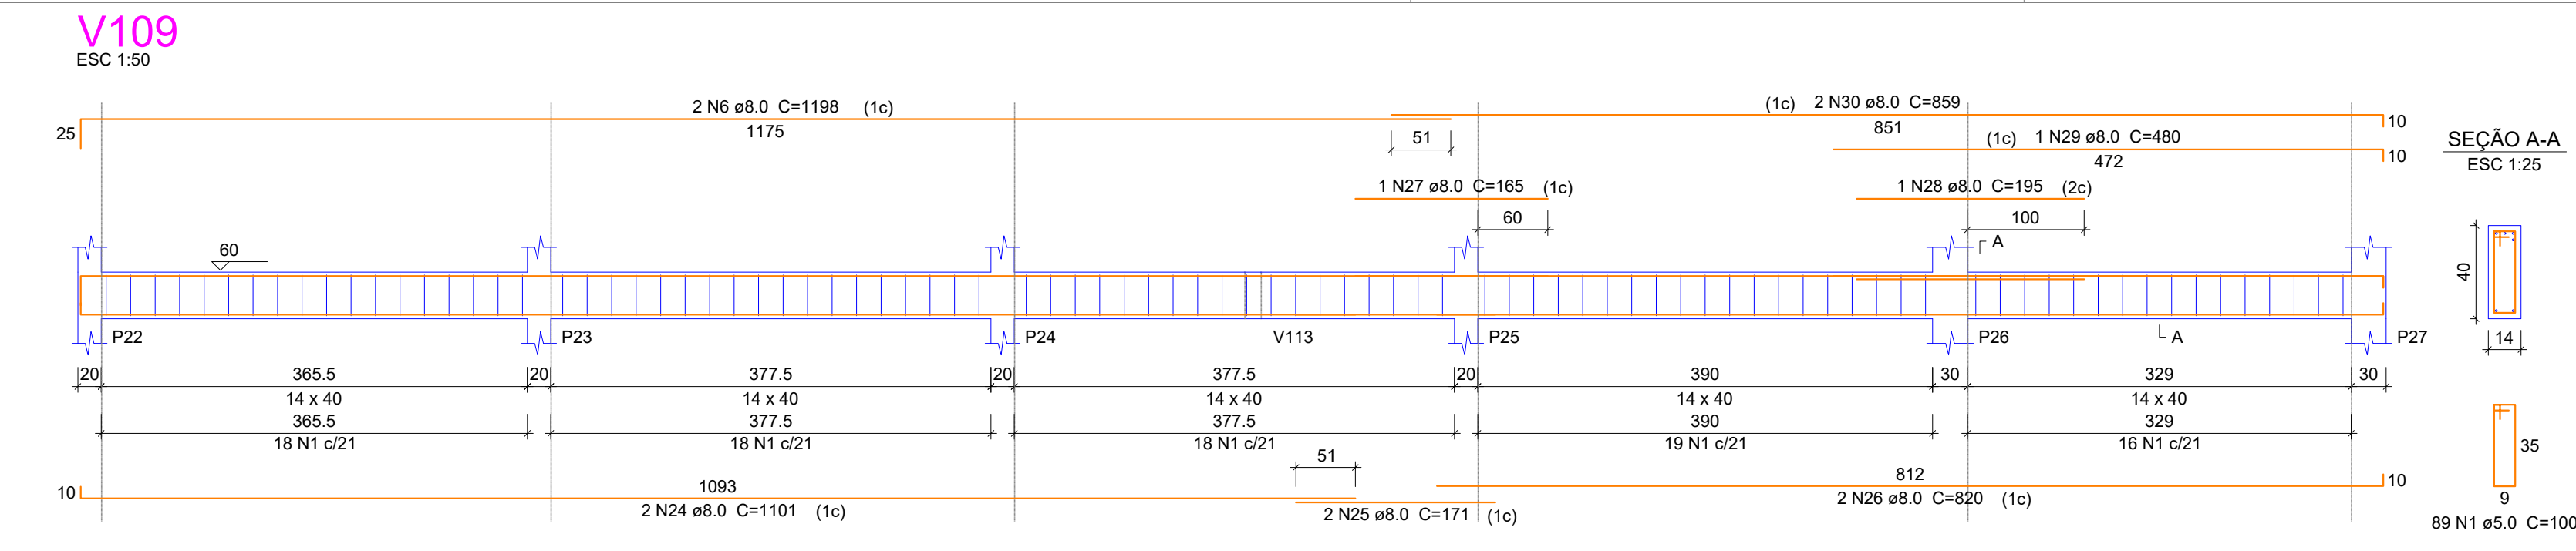 V109
ESC 1:50
2 N6 ø8.0 C=1198 (1c)
1175
25
(1c) 2 N30 ø8.0 C=859
851
10
51
(1c) 1 N29 ø8.0 C=480
472
10
1 N27 ø8.0 C=165 (1c)
60
1 N28 ø8.0 C=195 (2c)
100
SEÇÃO A-A
ESC 1:25
60
A
P22
P23
P24
V113
P25
P26
A
P27
40
14
20 365.5 20 377.5 20 377.5 20 390 30 329 30
14 x 40 14 x 40 14 x 40 14 x 40 14 x 40
365.5 377.5 377.5 390 329
18 N1 c/21 18 N1 c/21 18 N1 c/21 19 N1 c/21 16 N1 c/21
51
10
1093
2 N24 ø8.0 C=1101 (1c)
2 N25 ø8.0 C=171 (1c)
812
10
2 N26 ø8.0 C=820 (1c)
35
9
89 N1 ø5.0 C=100